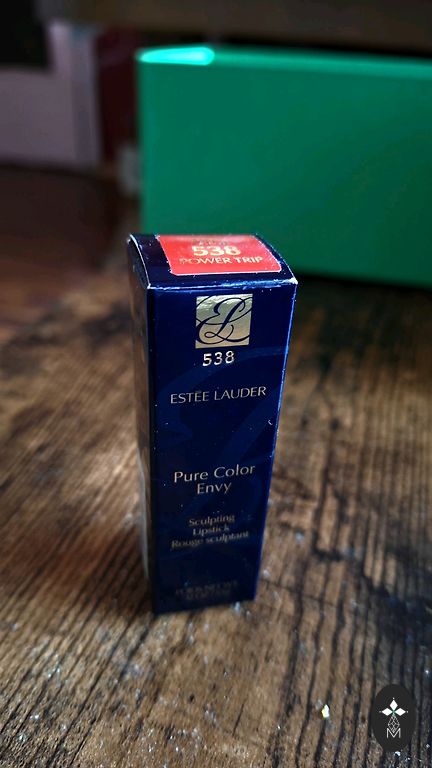 538
POWER TRIP
538
ESTĒE LAUDER
Pure Color
Envy
Sculpting
Lipstick
Rouge sculptant